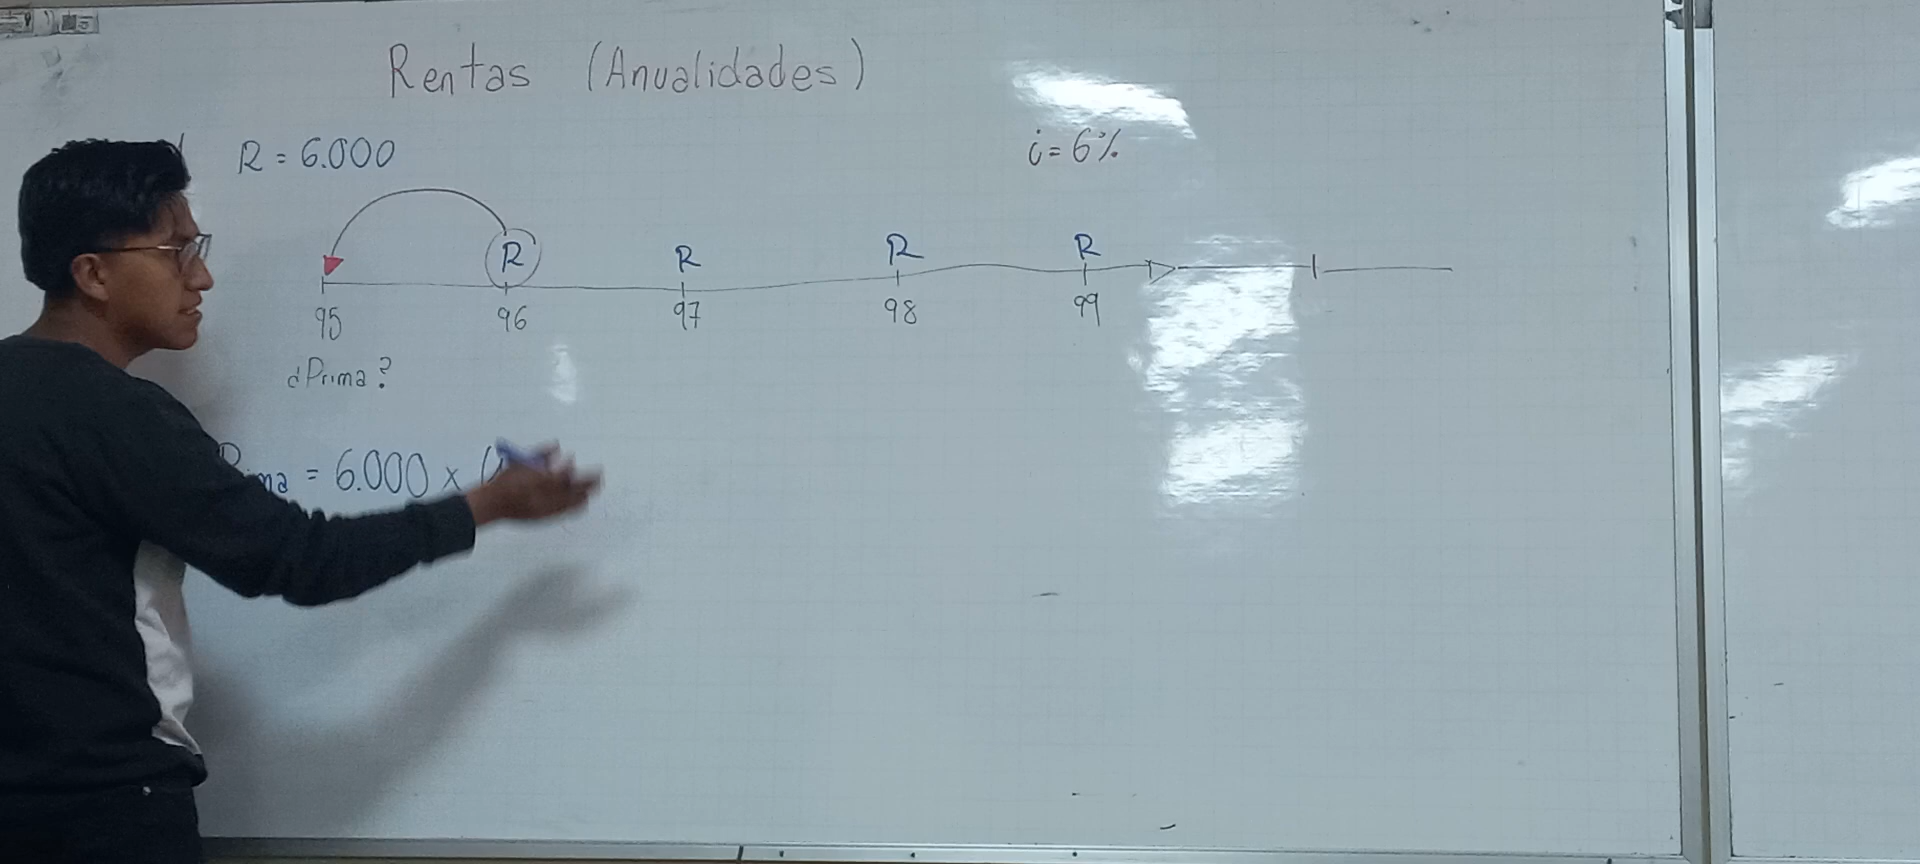 Rentas (Anualidades)
R = 6.000
i = 6%
R R R R
95 96 97 98 99
¿Prima?
= 6.000 x (